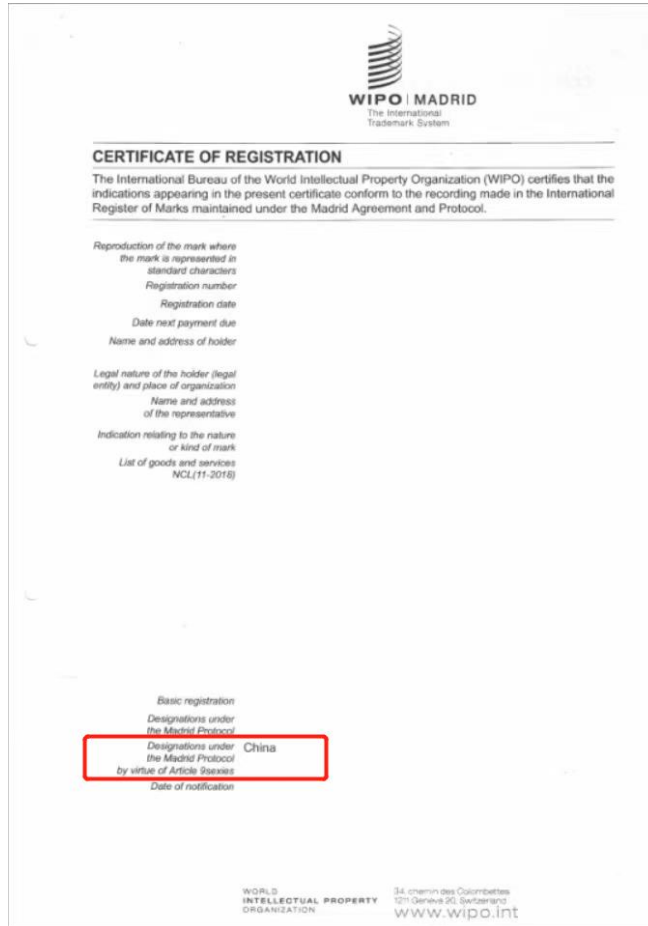 WIPO | MADRID
The International
Trademark System
CERTIFICATE OF REGISTRATION
The International Bureau of the World Intellectual Property Organization (WIPO) certifies that the
indications appearing in the present certificate conform to the recording made in the International
Register of Marks maintained under the Madrid Agreement and Protocol.
Reproduction of the mark where
the mark is represented in
standard characters
Registration number
Registration date
Date next payment due
Name and address of holder
Legal nature of the holder (legal
entity) and place of organization
Name and address
of the representative
Indication relating to the nature
or kind of mark
List of goods and services
NCL(11-2018)
Basic registration
Designations under
the Madrid Protocol
Designations under China
the Madrid Protocol
by virtue of Article 9sexies
Date of notification
WORLD
INTELLECTUAL PROPERTY
ORGANIZATION
34, chemin des Colombettes
1211 Geneva 20, Switzerland
www.wipo.int